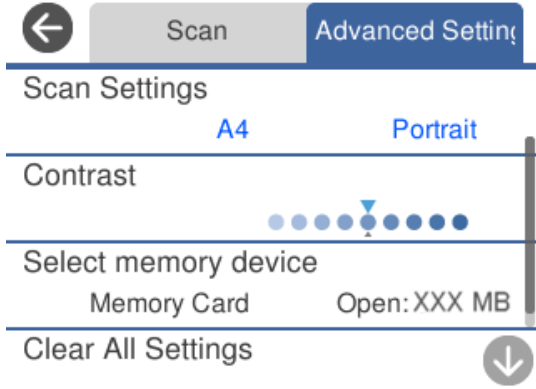 Scan
Advanced Setting
Scan Settings
A4 Portrait
Contrast
Select memory device
Memory Card Open: XXX MB
Clear All Settings